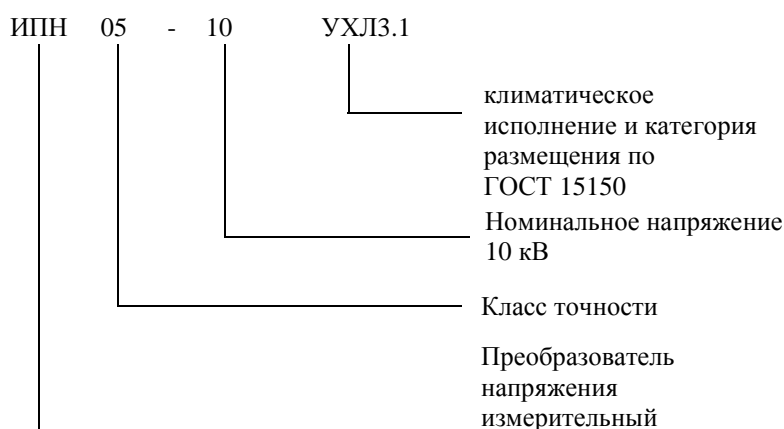 ИПН 05 - 10 УХЛ3.1
климатическое
исполнение и категория
размещения по
ГОСТ 15150
Номинальное напряжение
10 кВ
Класс точности
Преобразователь
напряжения
измерительный